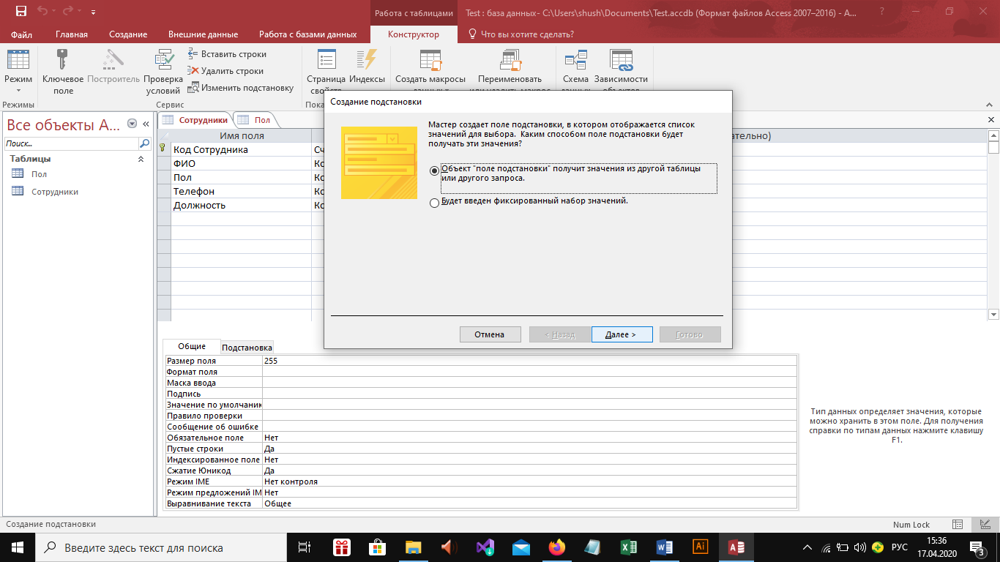 Работа с таблицами
Test : база данных- C:\Users\shush\Documents\Test.accdb (Формат файлов Access 2007–2016) - A...
Файл
Главная
Создание
Внешние данные
Работа с базами данных
Конструктор
Что вы хотите сделать?
Режим
Ключевое
поле
Построитель
Проверка
условий
Вставить строки
Удалить строки
Изменить подстановку
Страница
свойств
Индексы
Создать макросы
данных
Переименовать
или удалить макрос
Схема
данных
Зависимости
объектов
Режимы
Сервис
Пока
Все объекты A...
Поиск...
Таблицы
Пол
Сотрудники
Сотрудники
Пол
Имя поля
ательно)
Код Сотрудника
Сч
ФИО
Ко
Пол
Ко
Телефон
Ко
Должность
Ко
Создание подстановки
Мастер создает поле подстановки, в котором отображается список
значений для выбора. Каким способом поле подстановки будет
получать эти значения?
Объект "поле подстановки" получит значения из другой таблицы
или другого запроса.
Будет введен фиксированный набор значений.
Отмена
< Назад
Далее >
Готово
Общие
Подстановка
Размер поля
255
Формат поля
Маска ввода
Подпись
Значение по умолчани
Правило проверки
Сообщение об ошибке
Обязательное поле
Нет
Пустые строки
Да
Индексированное поле
Нет
Сжатие Юникод
Да
Режим IME
Нет контроля
Режим предложений IM
Нет
Выравнивание текста
Общее
Тип данных определяет значения, которые
можно хранить в этом поле. Для получения
справки по типам данных нажмите клавишу
F1.
Создание подстановки
Num Lock
Введите здесь текст для поиска
РУС
15:36
17.04.2020
3